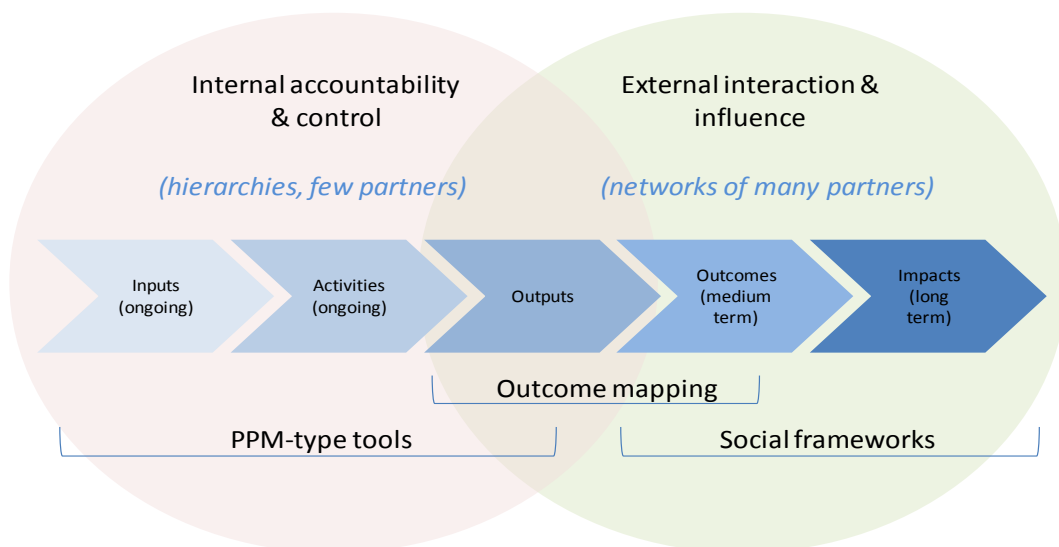 Internal accountability
& control
External interaction &
influence
(hierarchies, few partners)
(networks of many partners)
Inputs
(ongoing)
Activities
(ongoing)
Outputs
Outcomes
(medium
term)
Impacts
(long
term)
Outcome mapping
PPM-type tools
Social frameworks